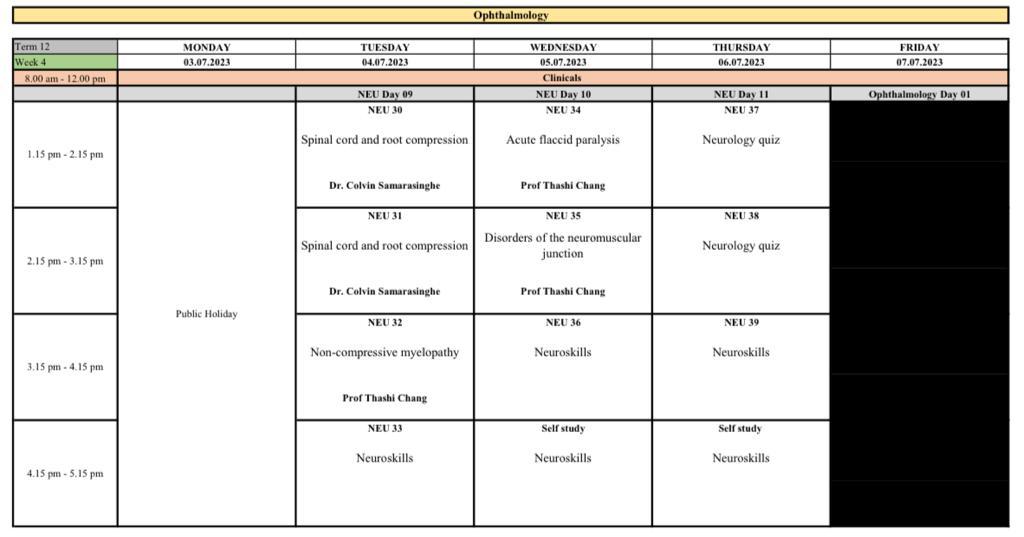 Ophthalmology
Term 12 MONDAY TUESDAY WEDNESDAY THURSDAY FRIDAY
Week 4 03.07.2023 04.07.2023 05.07.2023 06.07.2023 07.07.2023
8.00 am - 12.00 pm Clinicals
NEU Day 09 NEU Day 10 NEU Day 11 Ophthalmology Day 01
NEU 30 NEU 34 NEU 37
Spinal cord and root compression Acute flaccid paralysis Neurology quiz
1.15 pm - 2.15 pm
Dr. Colvin Samarasinghe Prof Thashi Chang
NEU 31 NEU 35 NEU 38
Disorders of the neuromuscular
Spinal cord and root compression Neurology quiz
junction
2.15 pm - 3.15 pm
Dr. Colvin Samarasinghe Prof Thashi Chang
Public Holiday
NEU 32 NEU 36 NEU 39
Non-compressive myelopathy Neuroskills Neuroskills
3.15 pm - 4.15 pm
Prof Thashi Chang
NEU 33 Self study Self study
Neuroskills Neuroskills Neuroskills
4.15 pm - 5.15 pm